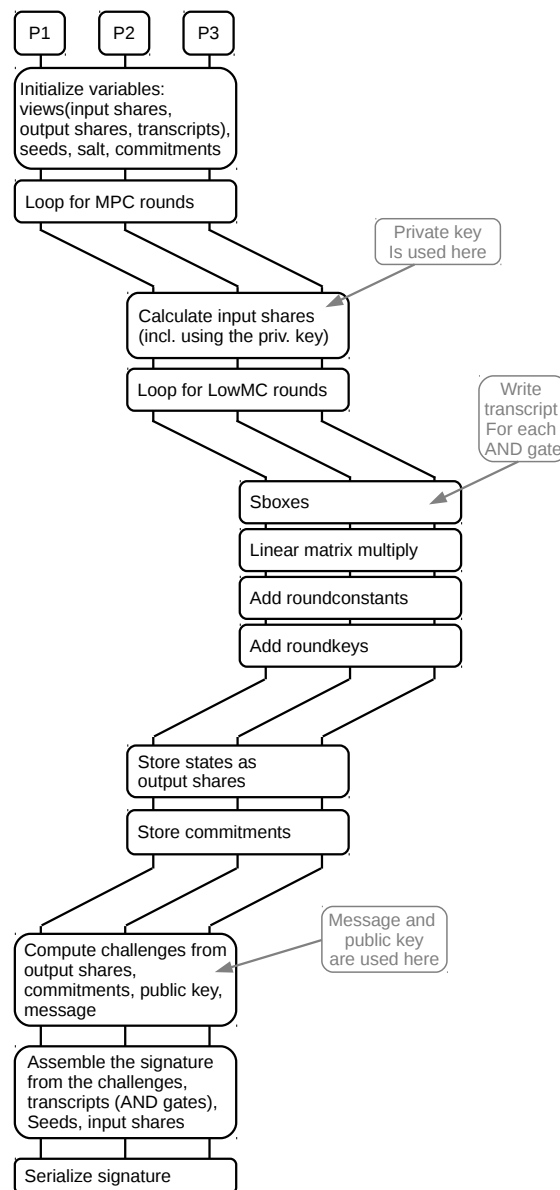 P1
P2
P3
Initialize variables:
views(input shares,
output shares, transcripts),
seeds, salt, commitments
Loop for MPC rounds
Private key
Is used here
Calculate input shares
(incl. using the priv. key)
Loop for LowMC rounds
Write
transcript
For each
AND gate
Sboxes
Linear matrix multiply
Add roundconstants
Add roundkeys
Store states as
output shares
Store commitments
Message and
public key
are used here
Compute challenges from
output shares,
commitments, public key,
message
Assemble the signature
from the challenges,
transcripts (AND gates),
Seeds, input shares
Serialize signature